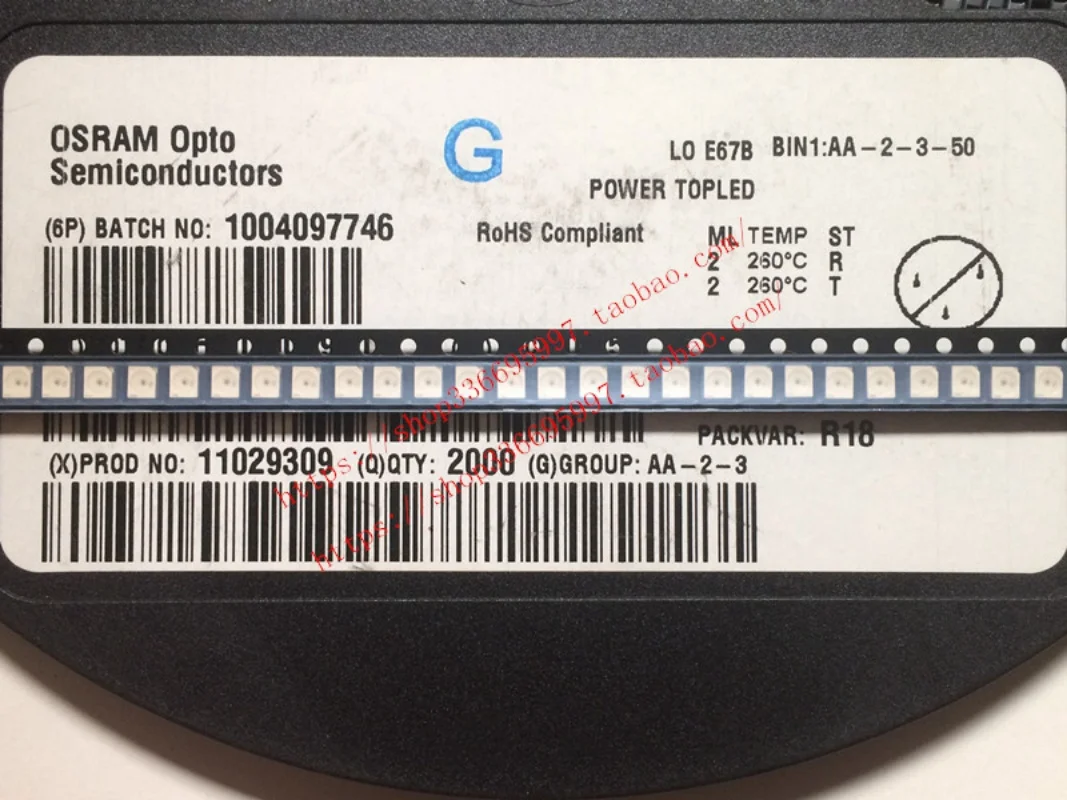 OSRAM Opto
Semiconductors
G
LO E67B BIN1:AA-2-3-50
POWER TOPLED
(6P) BATCH NO: 1004097746
RoHS Compliant
ML TEMP ST
2 260°C R
2 260°C T
PACKVAR: R18
(X)PROD NO: 11029309 (Q)QTY: 2000 (G)GROUP: AA-2-3
https://shop336695997.taobao.com/
https://shop336695997.taobao.com/